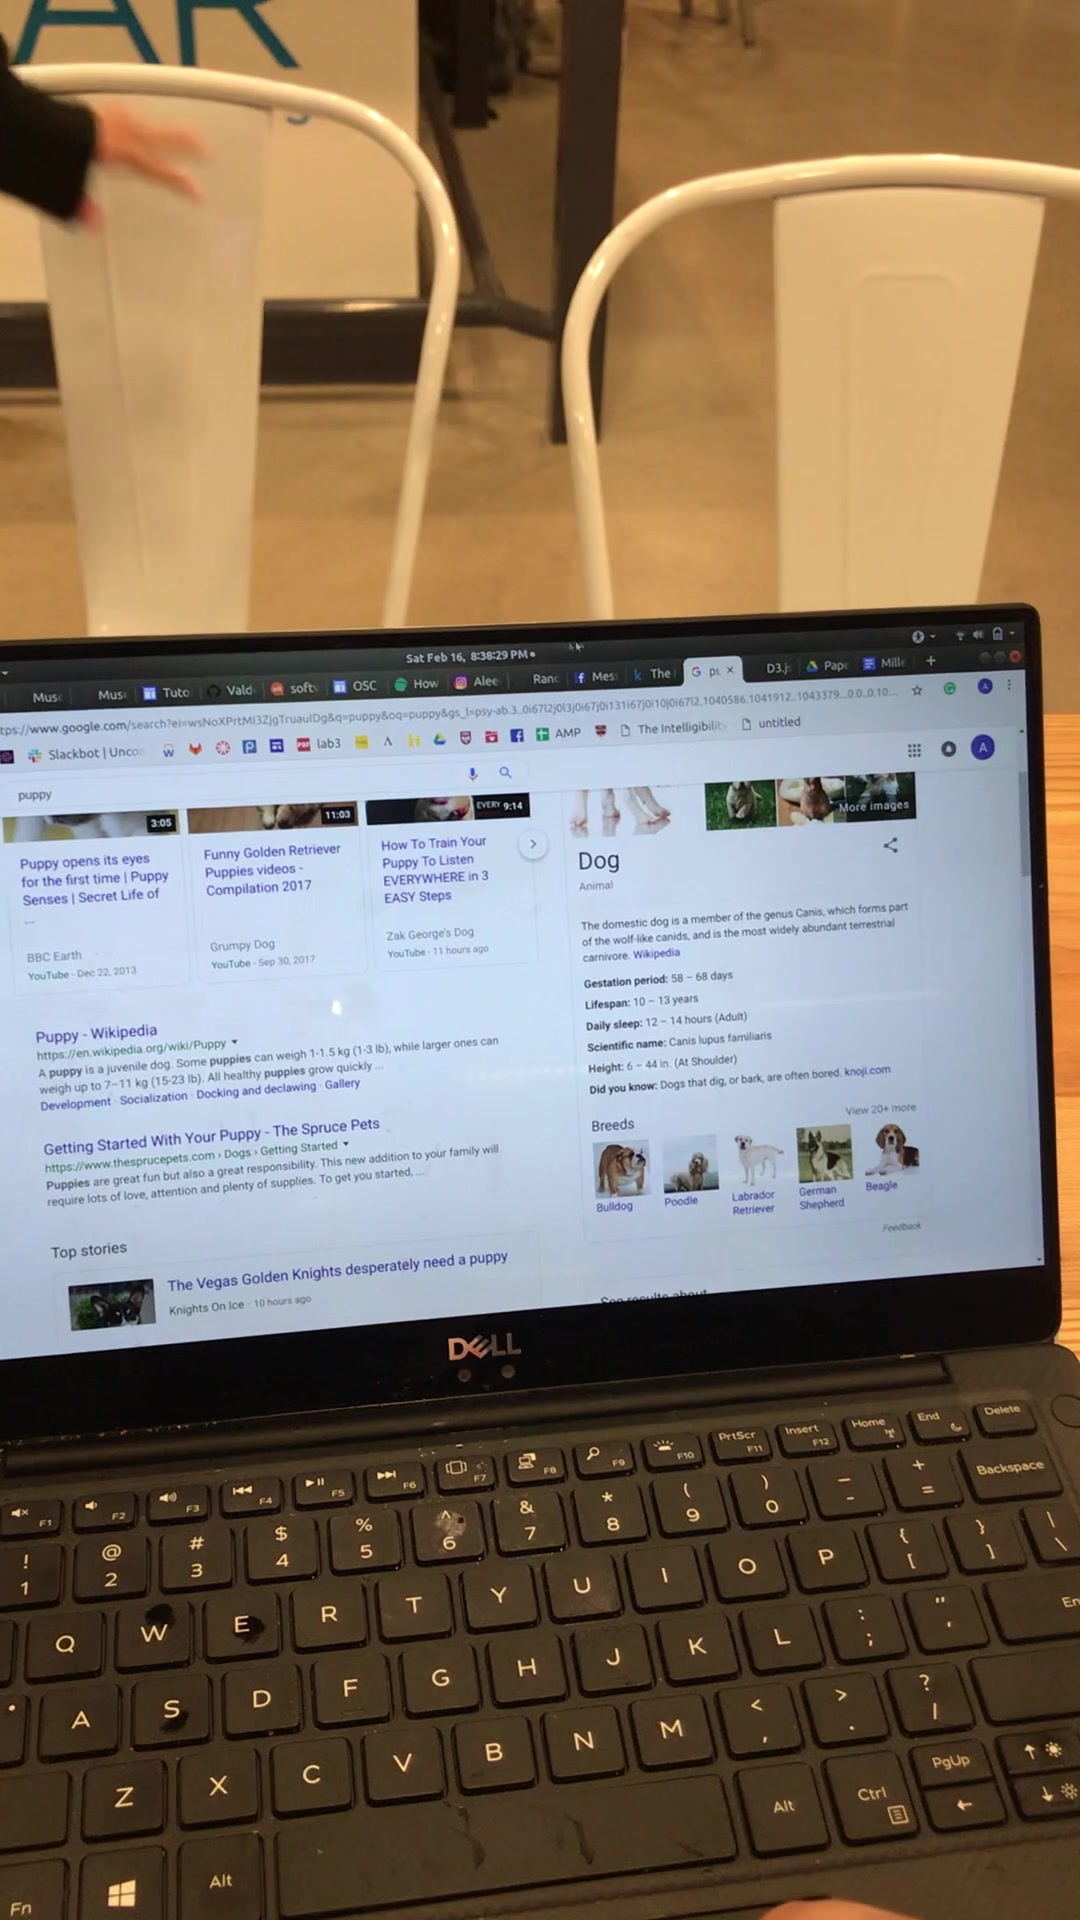 AR
Sat Feb 16, 8:38:29 PM
Mus
Mus
Tuto
Vald
soft
OSC
How
Alee
Ranc
Mes
The
pu
D3.js
Pape
Mille
Slackbot | Unco
lab3
AMP
The Intelligibilit
untitled
A
puppy
3:05
11:03
EVERY 9:14
More images
Puppy opens its eyes
for the first time | Puppy
Senses | Secret Life of
...
BBC Earth
YouTube - Dec 22, 2013
Funny Golden Retriever
Puppies videos -
Compilation 2017
Grumpy Dog
YouTube - Sep 30, 2017
How To Train Your
Puppy To Listen
EVERYWHERE in 3
EASY Steps
Zak George's Dog
YouTube - 11 hours ago
Puppy - Wikipedia
https://en.wikipedia.org/wiki/Puppy
A puppy is a juvenile dog. Some puppies can weigh 1-1.5 kg (1-3 lb), while larger ones can
weigh up to 7–11 kg (15-23 lb). All healthy puppies grow quickly ...
Development · Socialization · Docking and declawing · Gallery
Getting Started With Your Puppy - The Spruce Pets
https://www.thesprucepets.com › Dogs › Getting Started
Puppies are great fun but also a great responsibility. This new addition to your family will
require lots of love, attention and plenty of supplies. To get you started, ...
Top stories
The Vegas Golden Knights desperately need a puppy
Knights On Ice · 10 hours ago
Dog
Animal
The domestic dog is a member of the genus Canis, which forms part
of the wolf-like canids, and is the most widely abundant terrestrial
carnivore. Wikipedia
Gestation period: 58 – 68 days
Lifespan: 10 – 13 years
Daily sleep: 12 – 14 hours (Adult)
Scientific name: Canis lupus familiaris
Height: 6 – 44 in. (At Shoulder)
Did you know: Dogs that dig, or bark, are often bored. knoji.com
Breeds
View 20+ more
Bulldog
Poodle
Labrador
Retriever
German
Shepherd
Beagle
Feedback
See results about
DELL
F1 F2 F3 F4 F5 F6 F7 F8 F9 F10 PrtScr F11 Insert F12 Home End Delete
! 1 @ 2 # 3 $ 4 % 5 ^ 6 & 7 * 8 ( 9 ) 0 _ - + = Backspace
Q W E R T Y U I O P { [ } ] | \
A S D F G H J K L : ; " ' En
Z X C V B N M < , > . ? /
Fn Alt Alt Ctrl PgUp